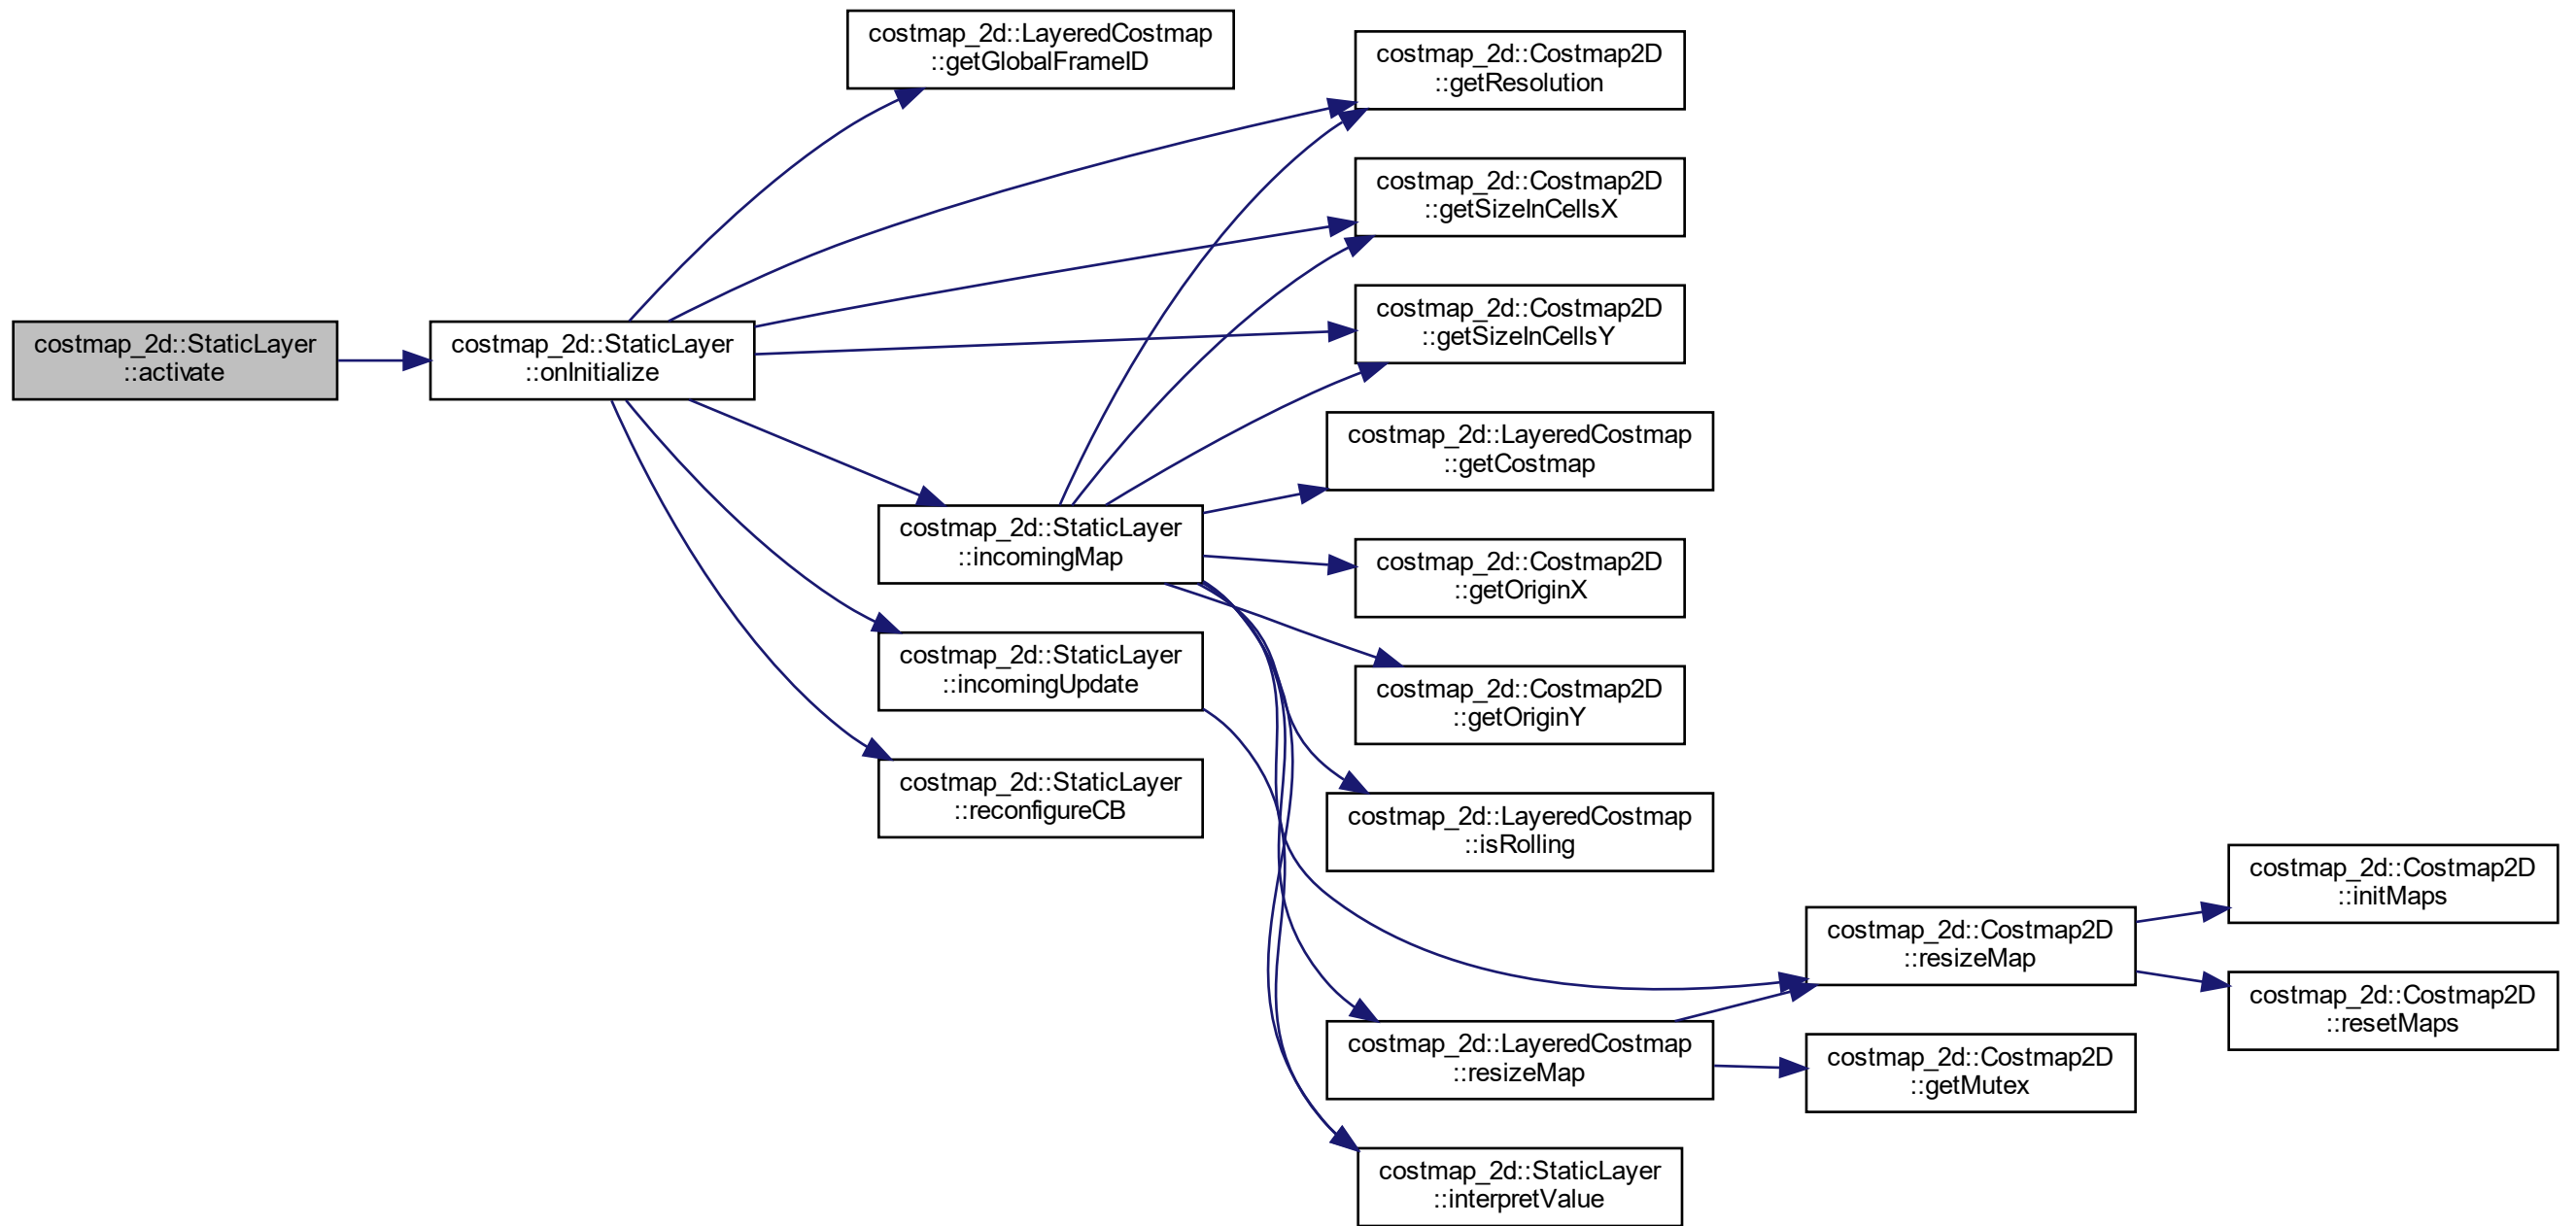 costmap_2d::StaticLayer
::activate
costmap_2d::StaticLayer
::onInitialize
costmap_2d::LayeredCostmap
::getGlobalFrameID
costmap_2d::StaticLayer
::incomingMap
costmap_2d::StaticLayer
::incomingUpdate
costmap_2d::StaticLayer
::reconfigureCB
costmap_2d::Costmap2D
::getResolution
costmap_2d::Costmap2D
::getSizeInCellsX
costmap_2d::Costmap2D
::getSizeInCellsY
costmap_2d::LayeredCostmap
::getCostmap
costmap_2d::Costmap2D
::getOriginX
costmap_2d::Costmap2D
::getOriginY
costmap_2d::LayeredCostmap
::isRolling
costmap_2d::LayeredCostmap
::resizeMap
costmap_2d::StaticLayer
::interpretValue
costmap_2d::Costmap2D
::resizeMap
costmap_2d::Costmap2D
::getMutex
costmap_2d::Costmap2D
::initMaps
costmap_2d::Costmap2D
::resetMaps